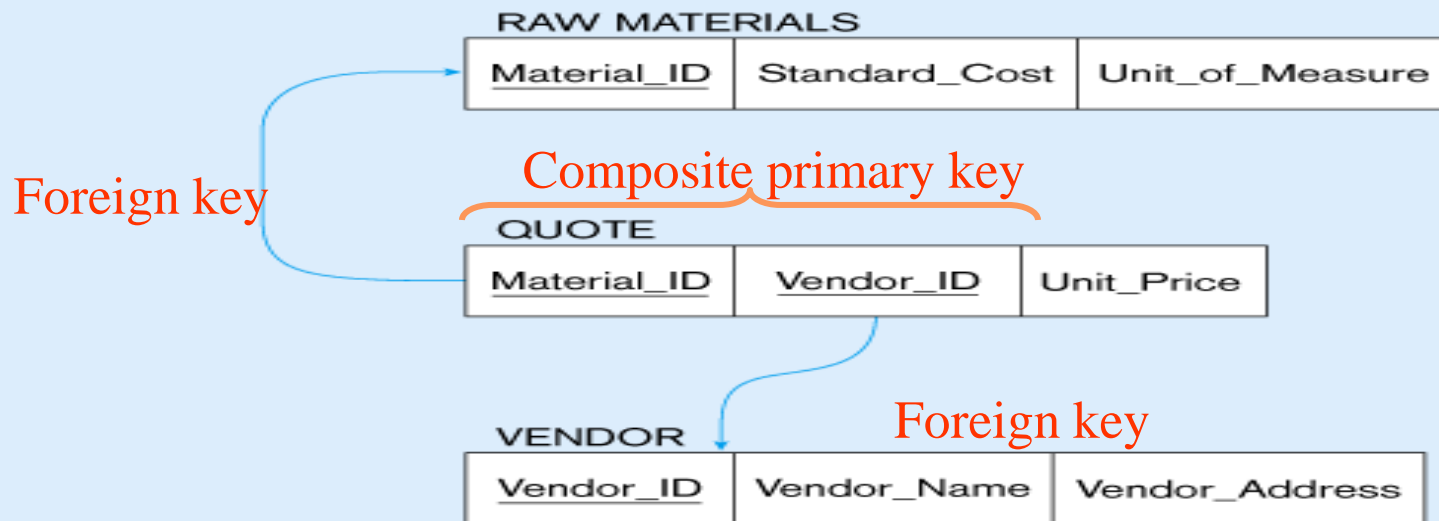 RAW MATERIALS
Material_ID Standard_Cost Unit_of_Measure
Composite primary key
Foreign key
QUOTE
Material_ID Vendor_ID Unit_Price
Foreign key
VENDOR
Vendor_ID Vendor_Name Vendor_Address